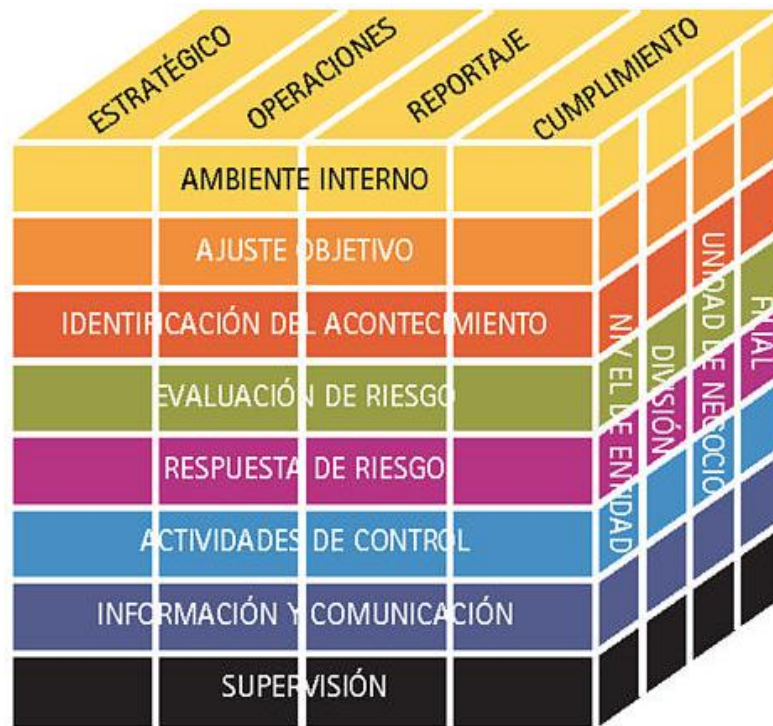 ESTRATÉGICO
OPERACIONES
REPORTAJE
CUMPLIMIENTO
AMBIENTE INTERNO
AJUSTE OBJETIVO
IDENTIFICACIÓN DEL ACONTECIMIENTO
EVALUACIÓN DE RIESGO
RESPUESTA DE RIESGO
ACTIVIDADES DE CONTROL
INFORMACIÓN Y COMUNICACIÓN
SUPERVISIÓN
NIVEL DE ENTIDAD
DIVISIÓN
UNIDAD DE NEGOCIO
FILIAL